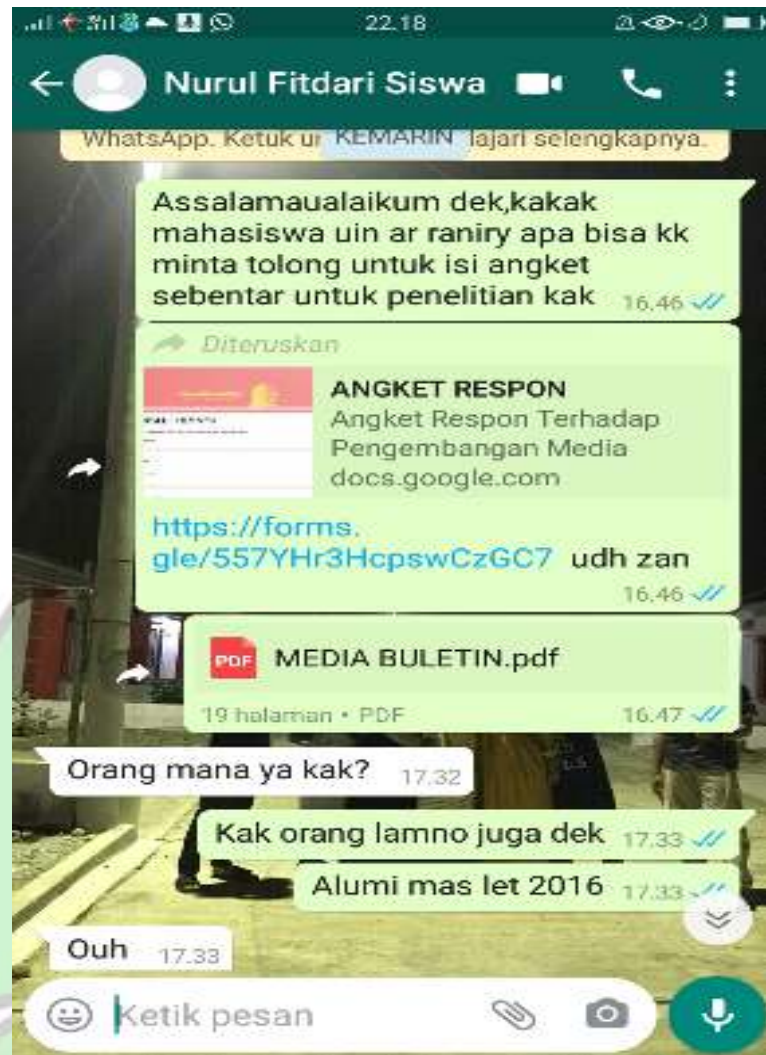 22.18
Nurul Fitdari Siswa
WhatsApp. Ketuk un KEMARIN lajari selengkapnya.
Assalamaualaikum dek,kakak
mahasiswa uin ar raniry apa bisa kk
minta tolong untuk isi angket
sebentar untuk penelitian kak 16.46
Diteruskan
ANGKET RESPON
Angket Respon Terhadap
Pengembangan Media
docs.google.com
https://forms.
gle/557YHr3HcpswCzGC7 udh zan
16.46
PDF MEDIA BULETIN.pdf
19 halaman • PDF 16.47
Orang mana ya kak? 17.32
Kak orang lamno juga dek 17.33
Alumi mas let 2016 17.33
Ouh 17.33
Ketik pesan